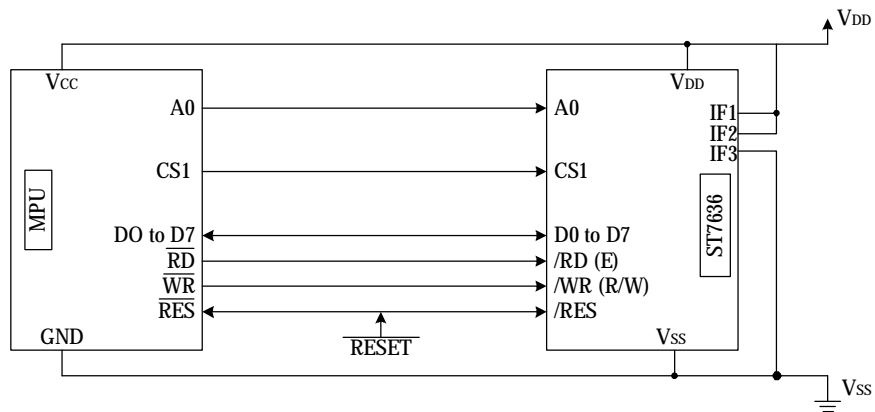 VDD
VCC
VDD
A0
A0
IF1
IF2
IF3
CS1
CS1
MPU
ST7636
DO to D7
D0 to D7
RD
/RD (E)
WR
/WR (R/W)
RES
/RES
GND
RESET
VSS
VSS